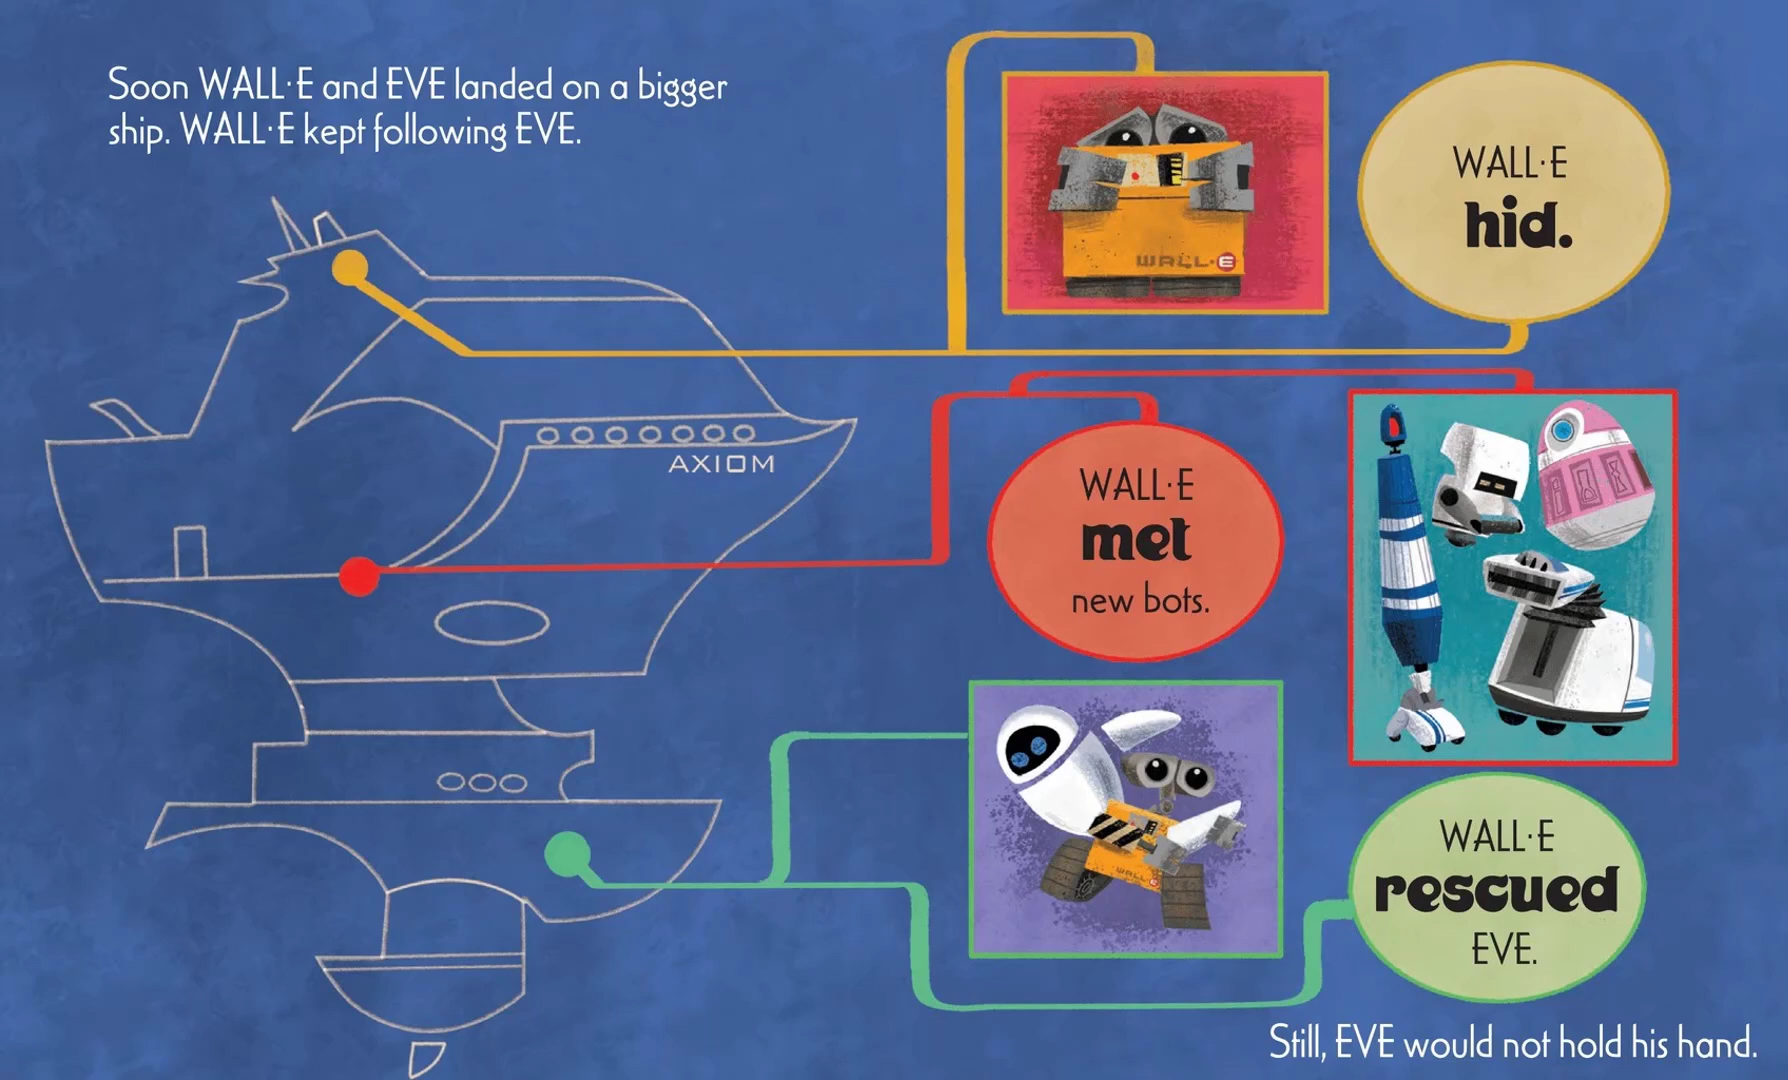 Soon WALL·E and EVE landed on a bigger
ship. WALL·E kept following EVE.
WALL·E
WALL·E
hid.
AXIOM
WALL·E
met
new bots.
WALL·E
WALL·E
rescued
EVE.
Still, EVE would not hold his hand.